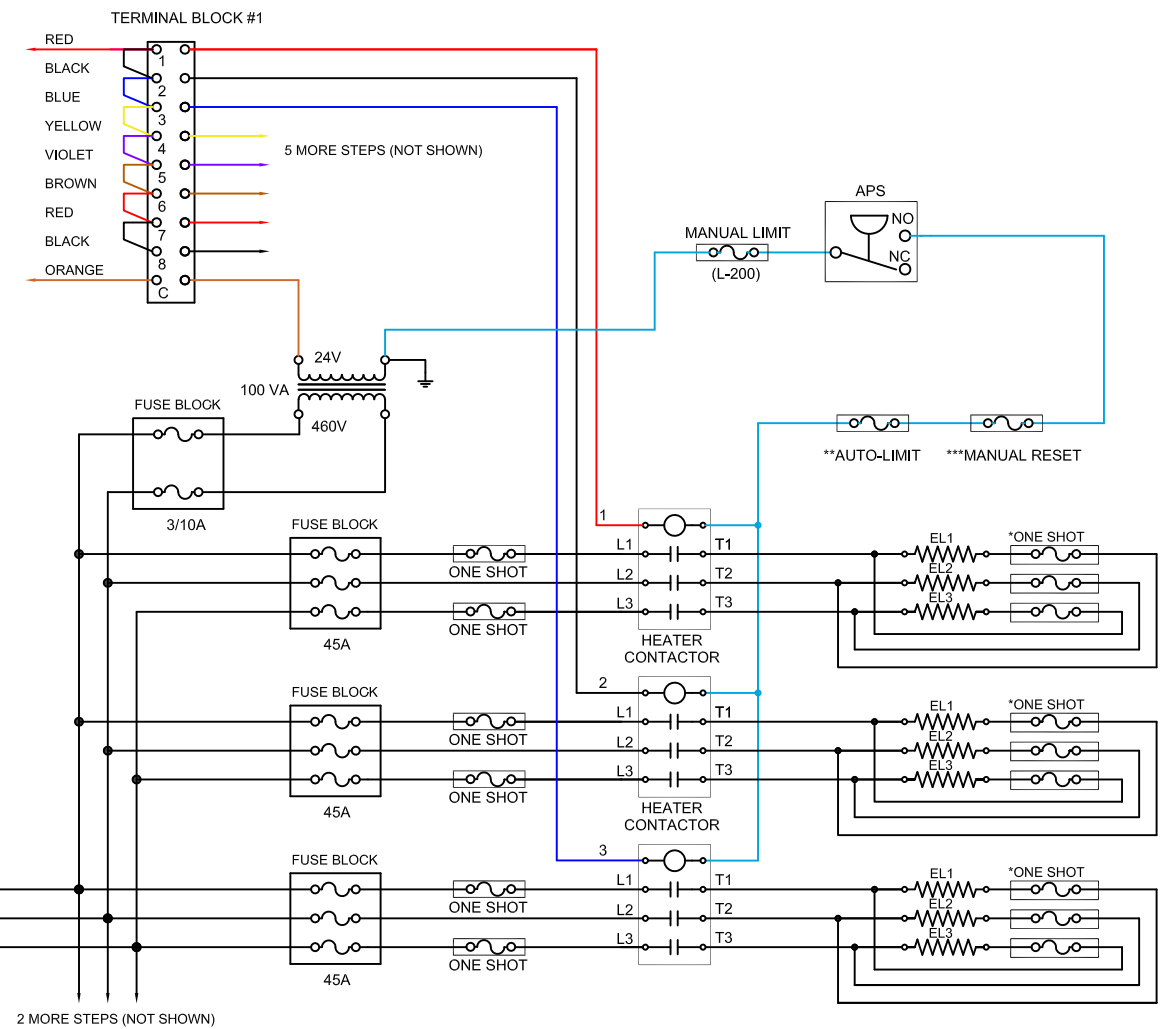 TERMINAL BLOCK #1
RED
BLACK
BLUE
YELLOW
VIOLET
BROWN
RED
BLACK
ORANGE
1
2
3
4
5
6
7
8
C
5 MORE STEPS (NOT SHOWN)
APS
NO
NC
MANUAL LIMIT
(L-200)
24V
100 VA
460V
FUSE BLOCK
3/10A
**AUTO-LIMIT
***MANUAL RESET
FUSE BLOCK
45A
ONE SHOT
ONE SHOT
1
L1
L2
L3
T1
T2
T3
HEATER
CONTACTOR
EL1
EL2
EL3
*ONE SHOT
FUSE BLOCK
45A
ONE SHOT
ONE SHOT
2
L1
L2
L3
T1
T2
T3
HEATER
CONTACTOR
EL1
EL2
EL3
*ONE SHOT
FUSE BLOCK
45A
ONE SHOT
ONE SHOT
3
L1
L2
L3
T1
T2
T3
EL1
EL2
EL3
*ONE SHOT
2 MORE STEPS (NOT SHOWN)